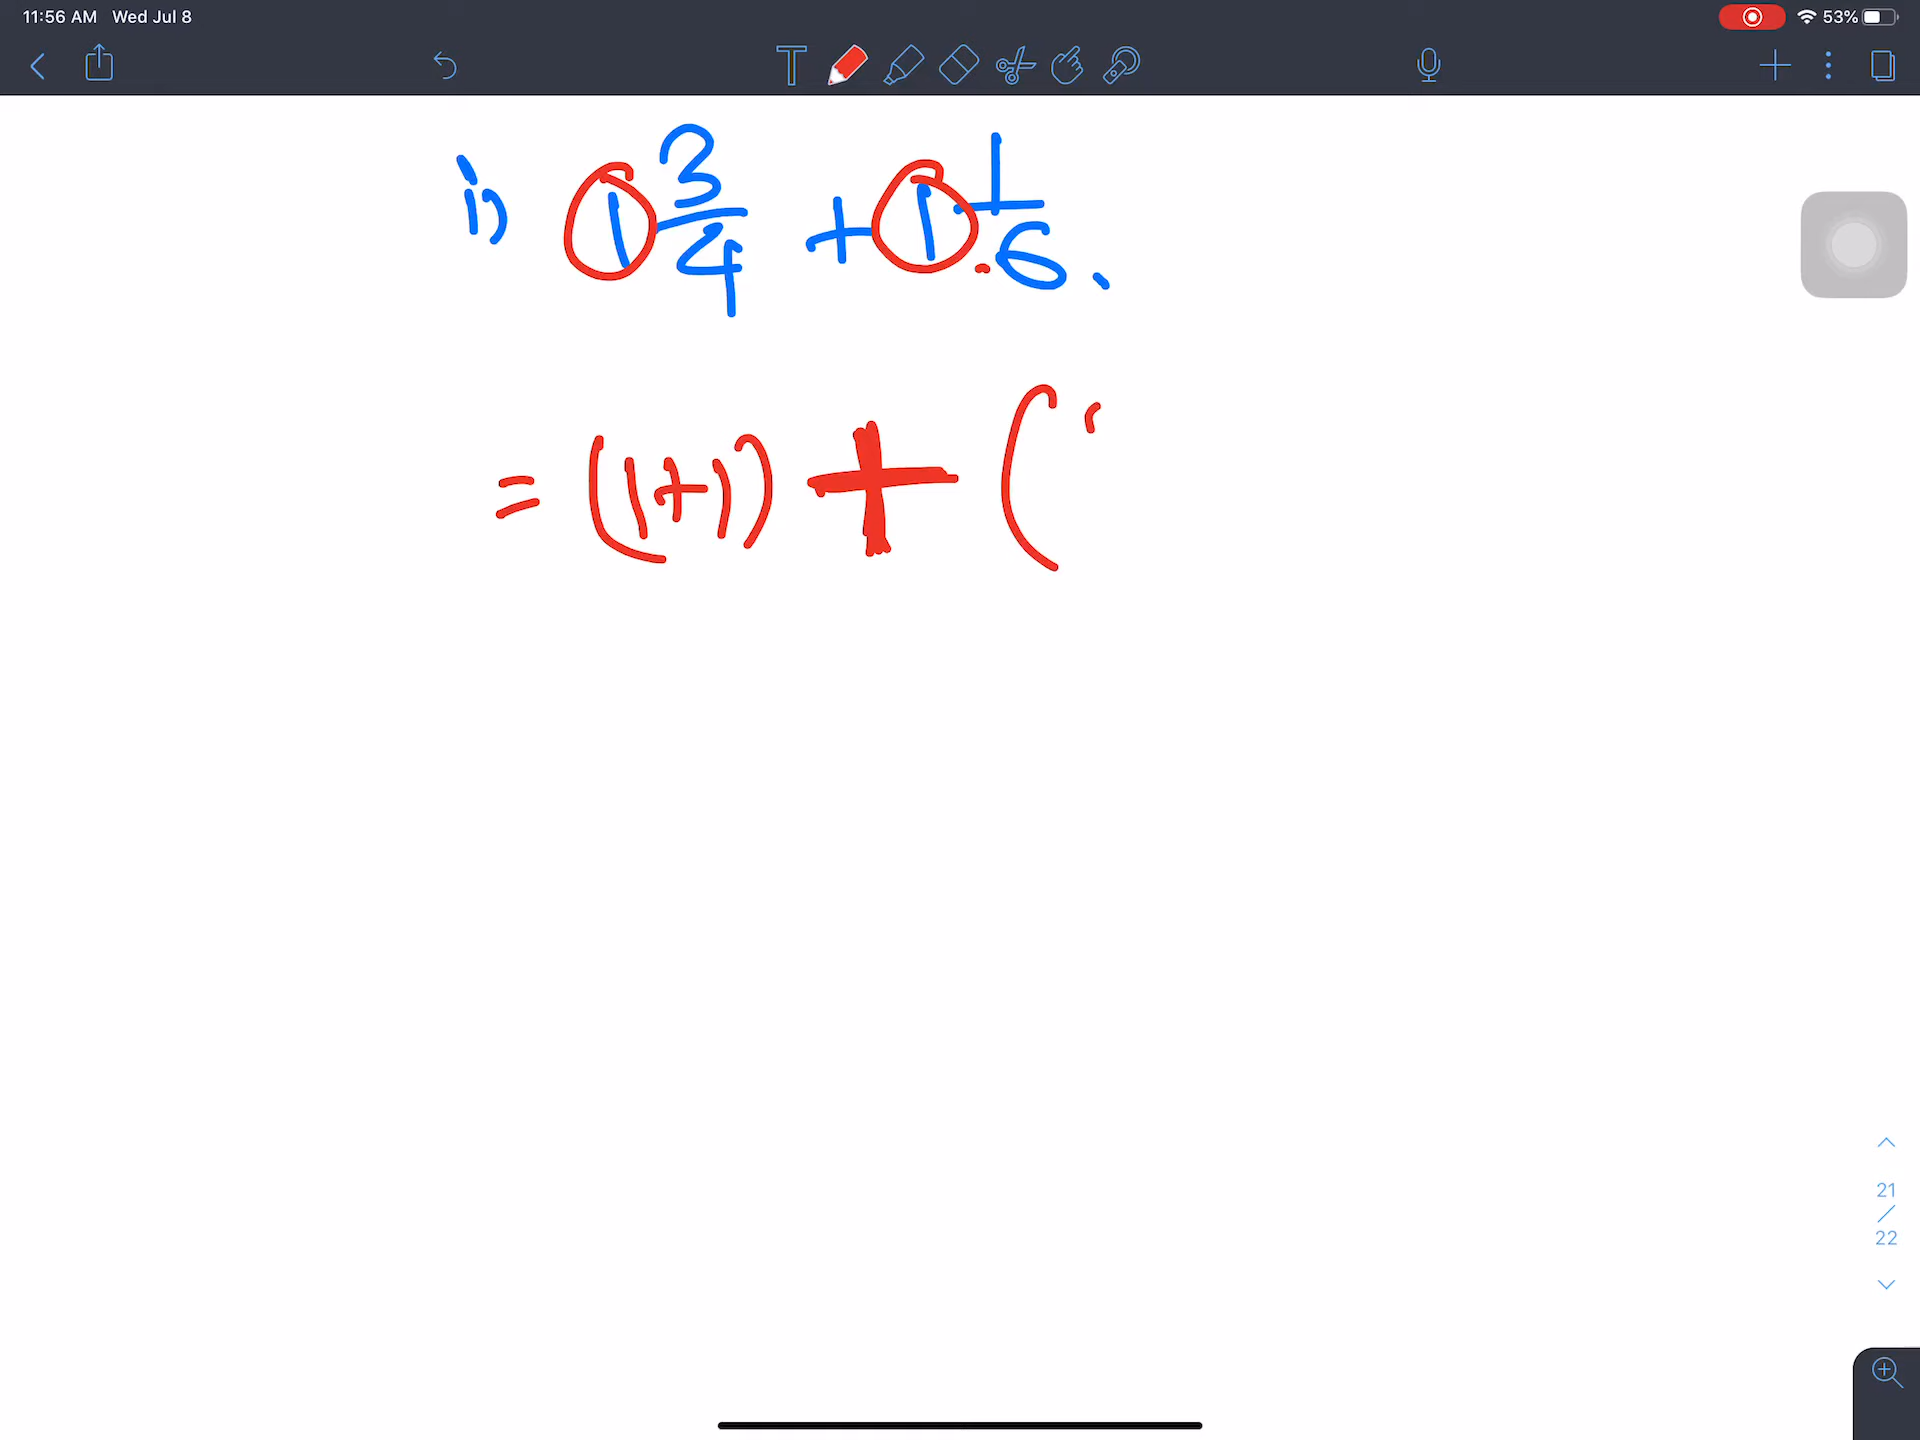 11:56 AM Wed Jul 8
53%
T
i) 1 3/4 + 1 1/6.
= (1+1) + (
21
/
22